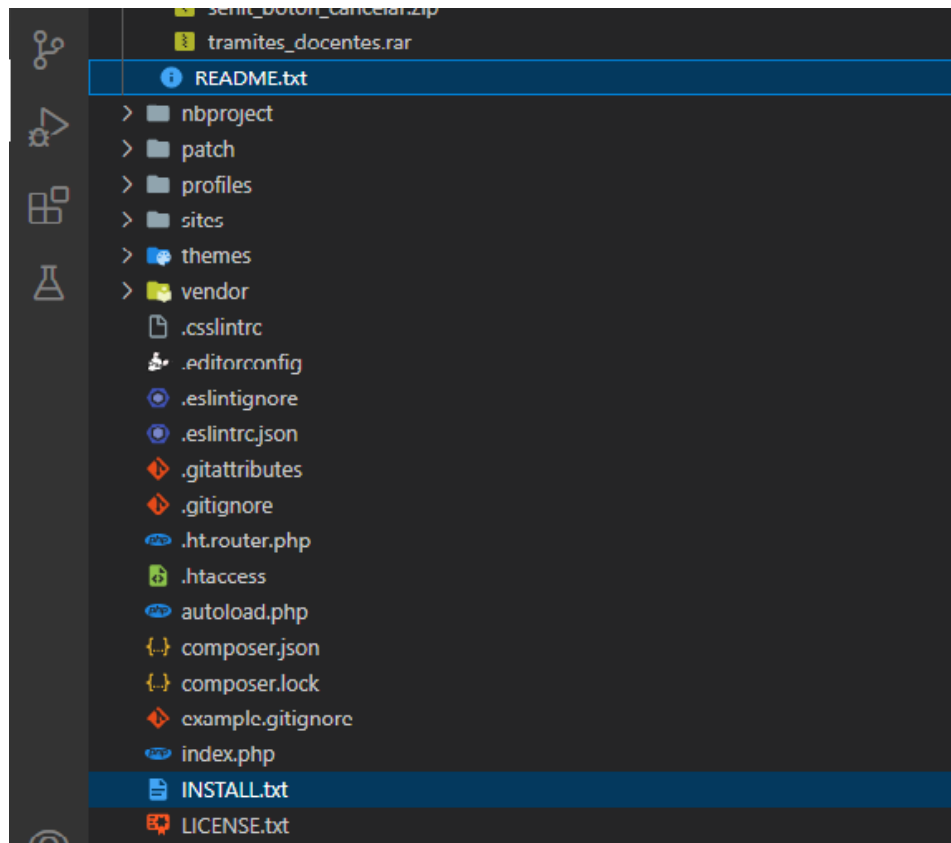 tramites_docentes.rar
README.txt
nbproject
patch
profiles
sites
themes
vendor
.csslintrc
.editorconfig
.eslintignore
.eslintrc.json
.gitattributes
.gitignore
.ht.router.php
.htaccess
autoload.php
composer.json
composer.lock
example.gitignore
index.php
INSTALL.txt
LICENSE.txt